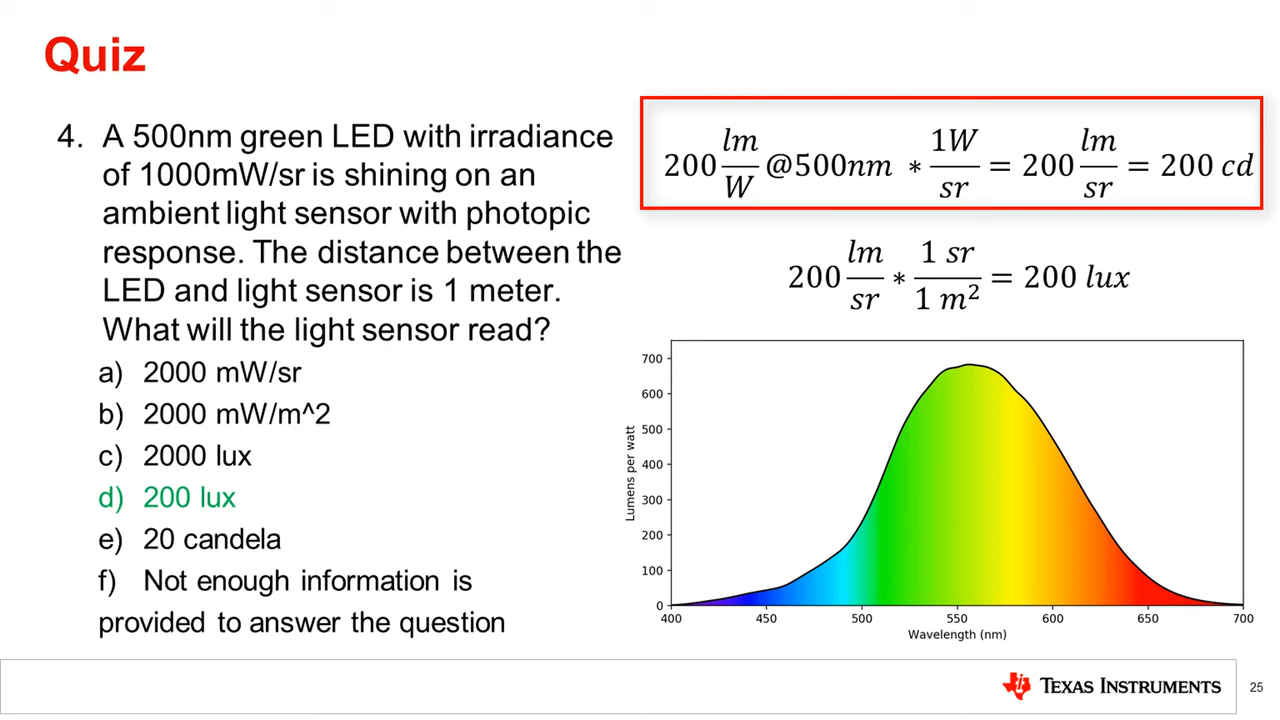 Quiz
4. A 500nm green LED with irradiance
of 1000mW/sr is shining on an
ambient light sensor with photopic
response. The distance between the
LED and light sensor is 1 meter.
What will the light sensor read?
a) 2000 mW/sr
b) 2000 mW/m^2
c) 2000 lux
d) 200 lux
e) 20 candela
f) Not enough information is
provided to answer the question
200 lm/W @500nm * 1W/sr = 200 lm/sr = 200 cd
200 lm/sr * 1 sr/1 m² = 200 lux
Lumens per watt
700
600
500
400
300
200
100
0
400 450 500 550 600 650 700
Wavelength (nm)
TEXAS INSTRUMENTS
25